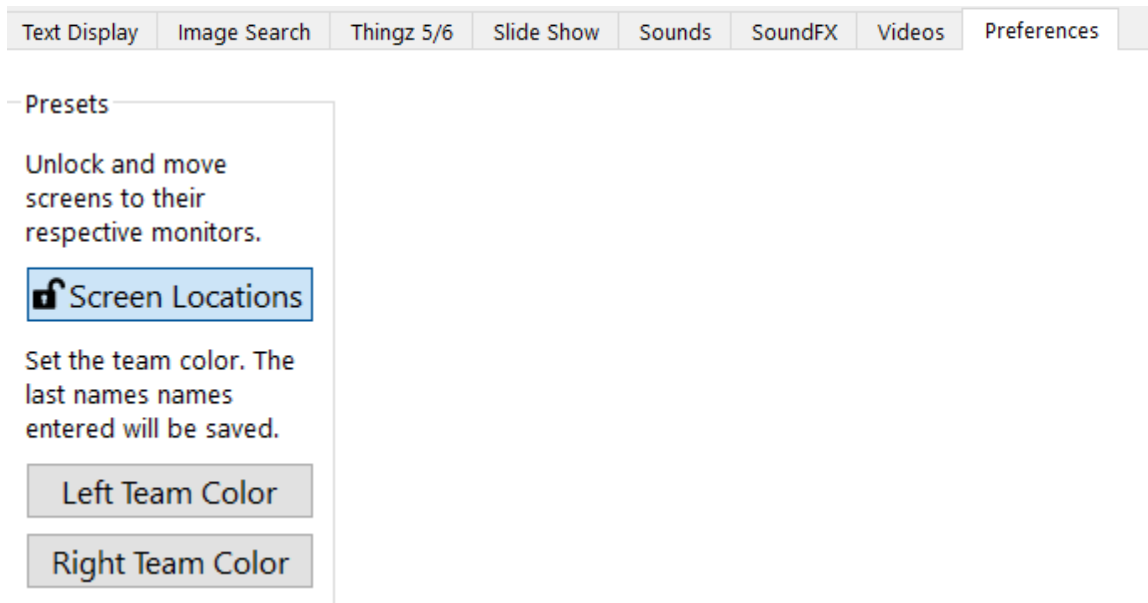 Text Display Image Search Thingz 5/6 Slide Show Sounds SoundFX Videos Preferences
Presets
Unlock and move
screens to their
respective monitors.
Screen Locations
Set the team color. The
last names names
entered will be saved.
Left Team Color
Right Team Color